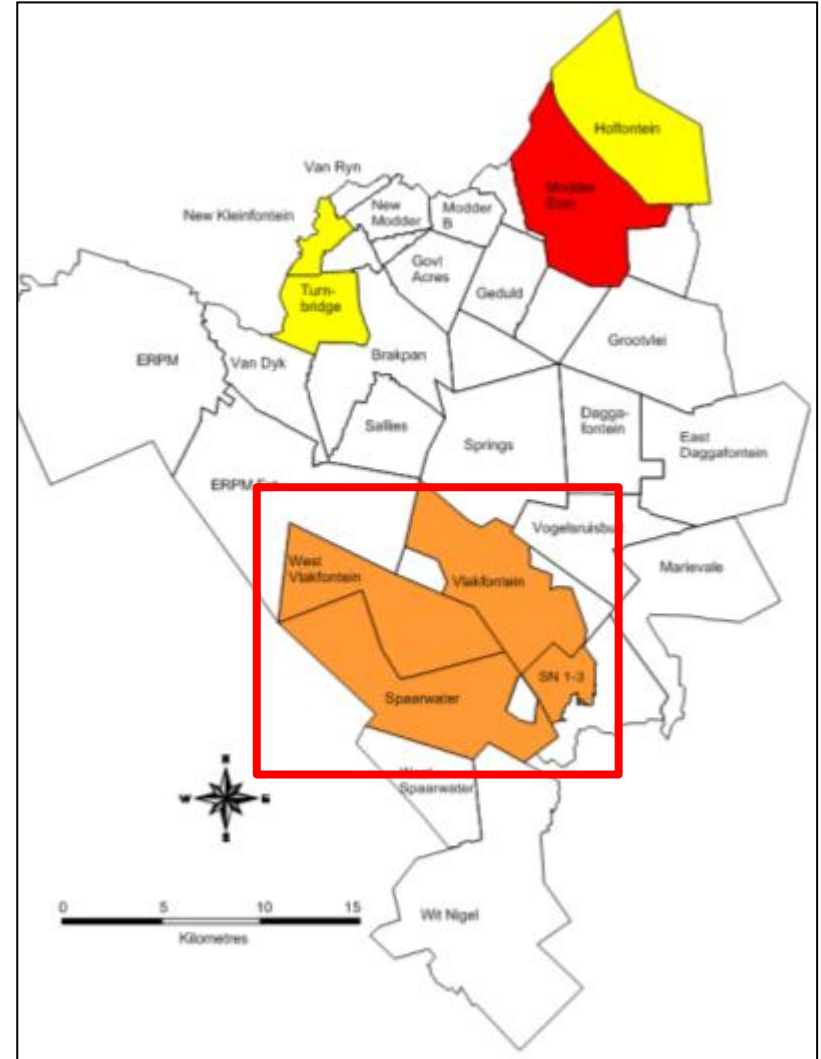 Holfontein
Modder
East
Van Ryn
New
Modder
Modder
B
New Kleinfontein
Govt
Acres
Turn-
bridge
Geduld
Grootvlei
ERPM
Van Dyk
Brakpan
Sallies
Springs
Dagga-
fontein
East
Daggafontein
ERPM Ext
Vogelsruisbult
West
Vlakfontein
Vlakfontein
Marievale
SN 1-3
Spaarwater
N
W
E
S
West
Spaarwater
0 5 10 15
Kilometres
Wit Nigel